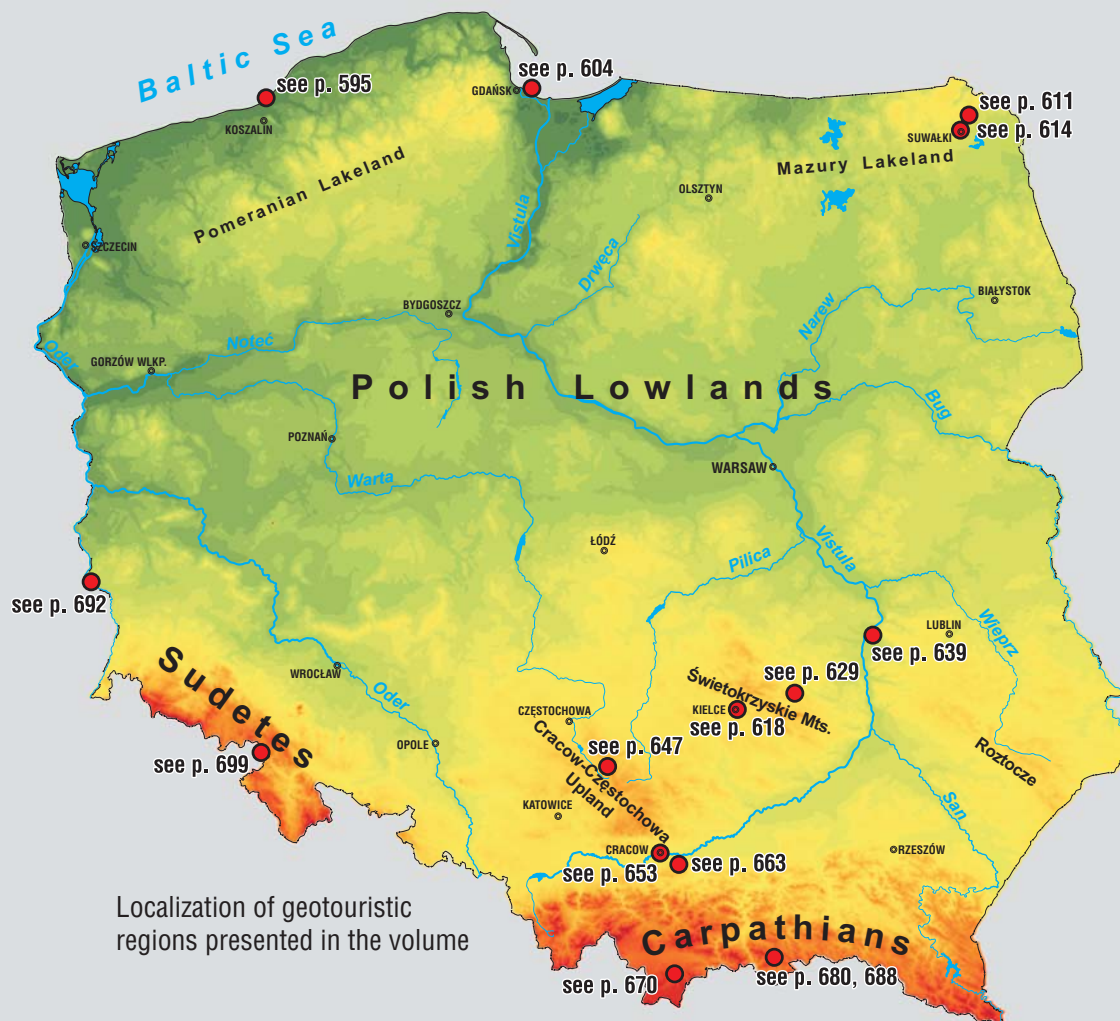 Baltic Sea
see p. 595
see p. 604
GDAŃSK
KOSZALIN
see p. 611
SUWAŁKI
see p. 614
Mazury Lakeland
Pomeranian Lakeland
OLSZTYN
Vistula
Drwęca
SZCZECIN
BIAŁYSTOK
BYDGOSZCZ
Narew
Oder
Noteć
GORZÓW WLKP.
Polish Lowlands
Bug
POZNAŃ
WARSAW
Warta
ŁÓDŹ
Pilica
Vistula
see p. 692
Wieprz
LUBLIN
see p. 639
Sudetes
WROCŁAW
Oder
see p. 629
Świetokrzyskie Mts.
KIELCE
see p. 618
CZĘSTOCHOWA
Cracow-Częstochowa
Upland
see p. 647
OPOLE
see p. 699
Roztocze
KATOWICE
San
CRACOW
see p. 653
see p. 663
RZESZÓW
Localization of geotouristic
regions presented in the volume
Carpathians
see p. 670
see p. 680, 688